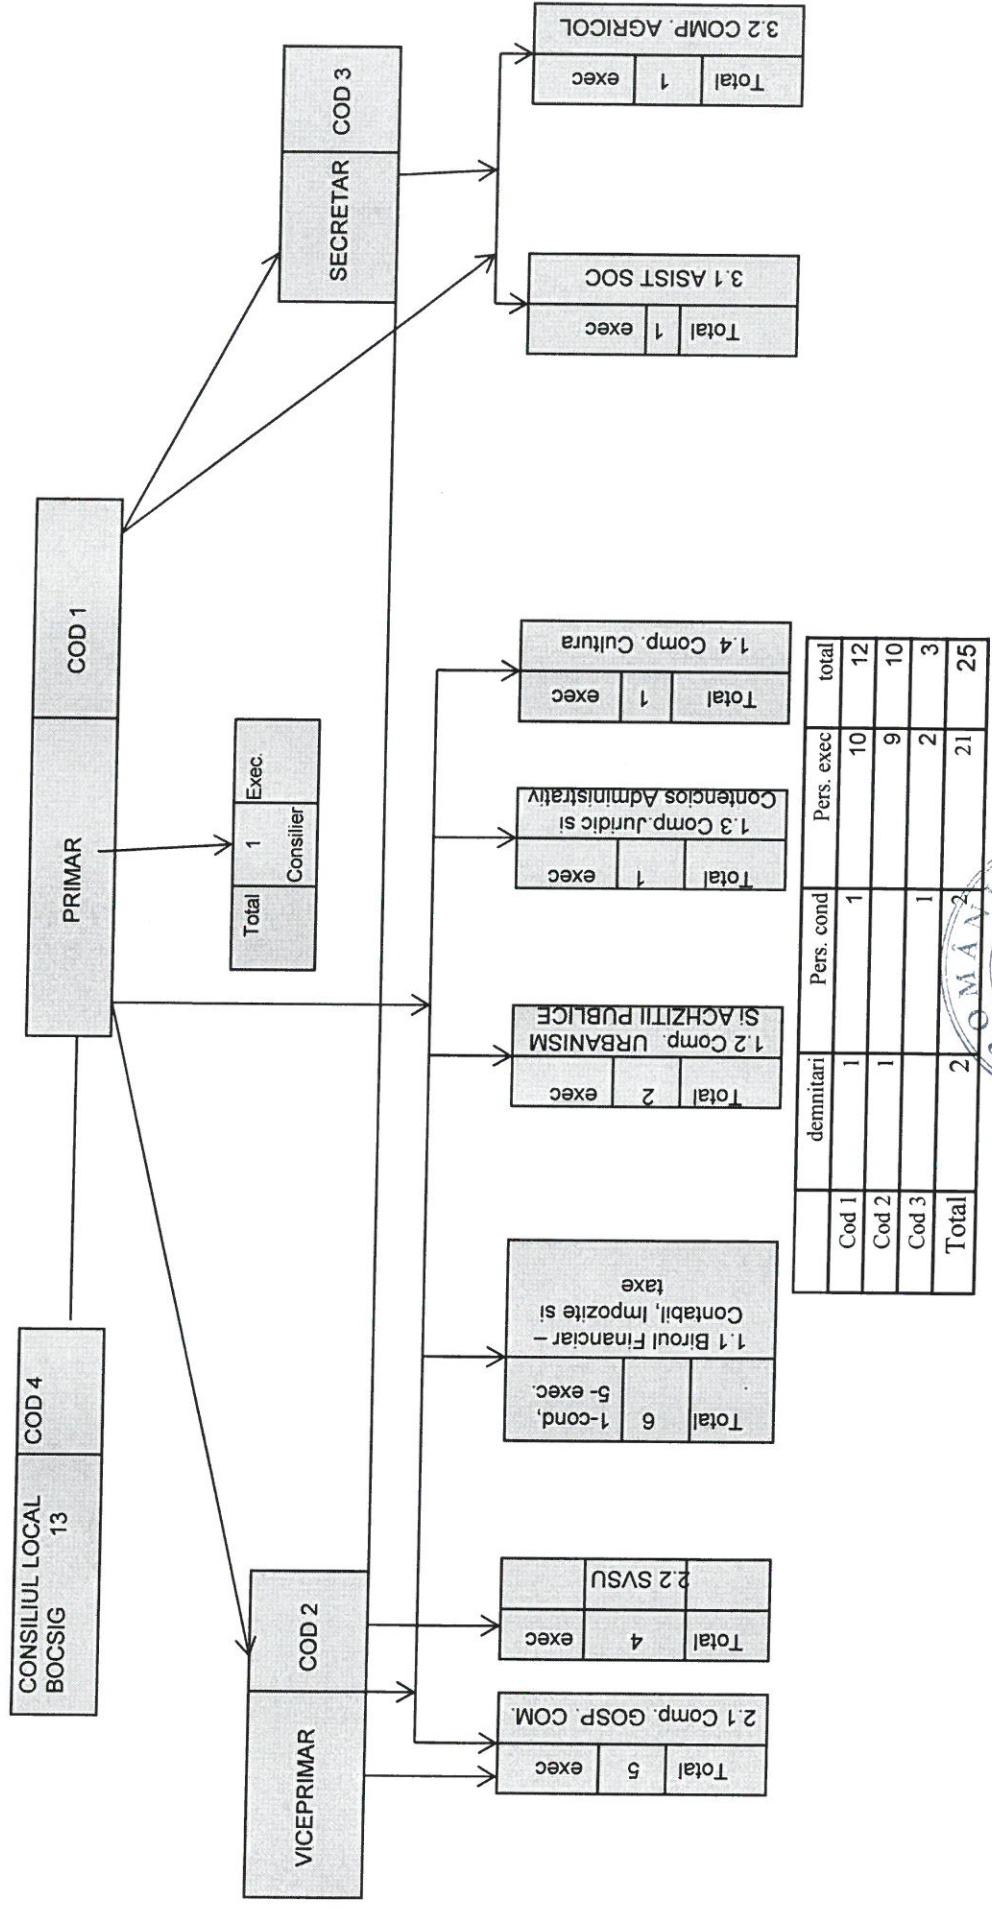 CONSILIUL LOCAL
BOCSIG 13
COD 4
PRIMAR
COD 1
Total
1
Consilier
Exec.
VICEPRIMAR
COD 2
SECRETAR
COD 3
2.1 Comp. GOSP. COM.
Total
5
exec
2.2 SVSU
Total
4
exec
1.1 Biroul Financiar –
Contabil, Impozite si
taxe
Total
6
1-cond,
5- exec.
1.2 Comp. URBANISM
Si ACHZITII PUBLICE
Total
2
exec
1.3 Comp.Juridic si
Contencios Administrativ
Total
1
exec
1.4 Comp. Cultura
Total
1
exec
3.1 ASIST SOC
Total
1
exec
3.2 COMP. AGRICOL
Total
1
exec
demnitari Pers. cond Pers. exec total
Cod 1 1 1 10 12
Cod 2 1 9 10
Cod 3 1 2 3
Total 2 2 21 25